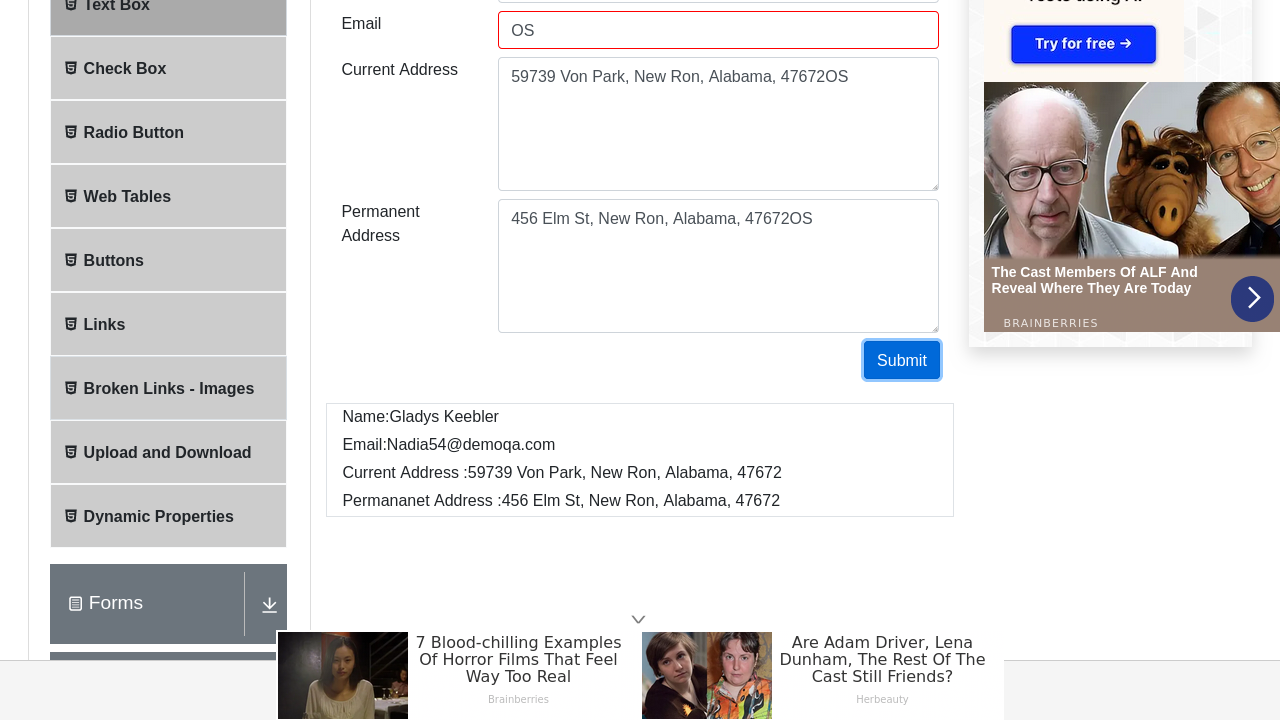 Text Box
Check Box
Radio Button
Web Tables
Buttons
Links
Broken Links - Images
Upload and Download
Dynamic Properties
Forms
Email
OS
Current Address
59739 Von Park, New Ron, Alabama, 47672OS
Permanent
Address
456 Elm St, New Ron, Alabama, 47672OS
Submit
Name:Gladys Keebler
Email:Nadia54@demoqa.com
Current Address :59739 Von Park, New Ron, Alabama, 47672
Permananet Address :456 Elm St, New Ron, Alabama, 47672
Try for free →
The Cast Members Of ALF And
Reveal Where They Are Today
BRAINBERRIES
7 Blood-chilling Examples
Of Horror Films That Feel
Way Too Real
Brainberries
Are Adam Driver, Lena
Dunham, The Rest Of The
Cast Still Friends?
Herbeauty